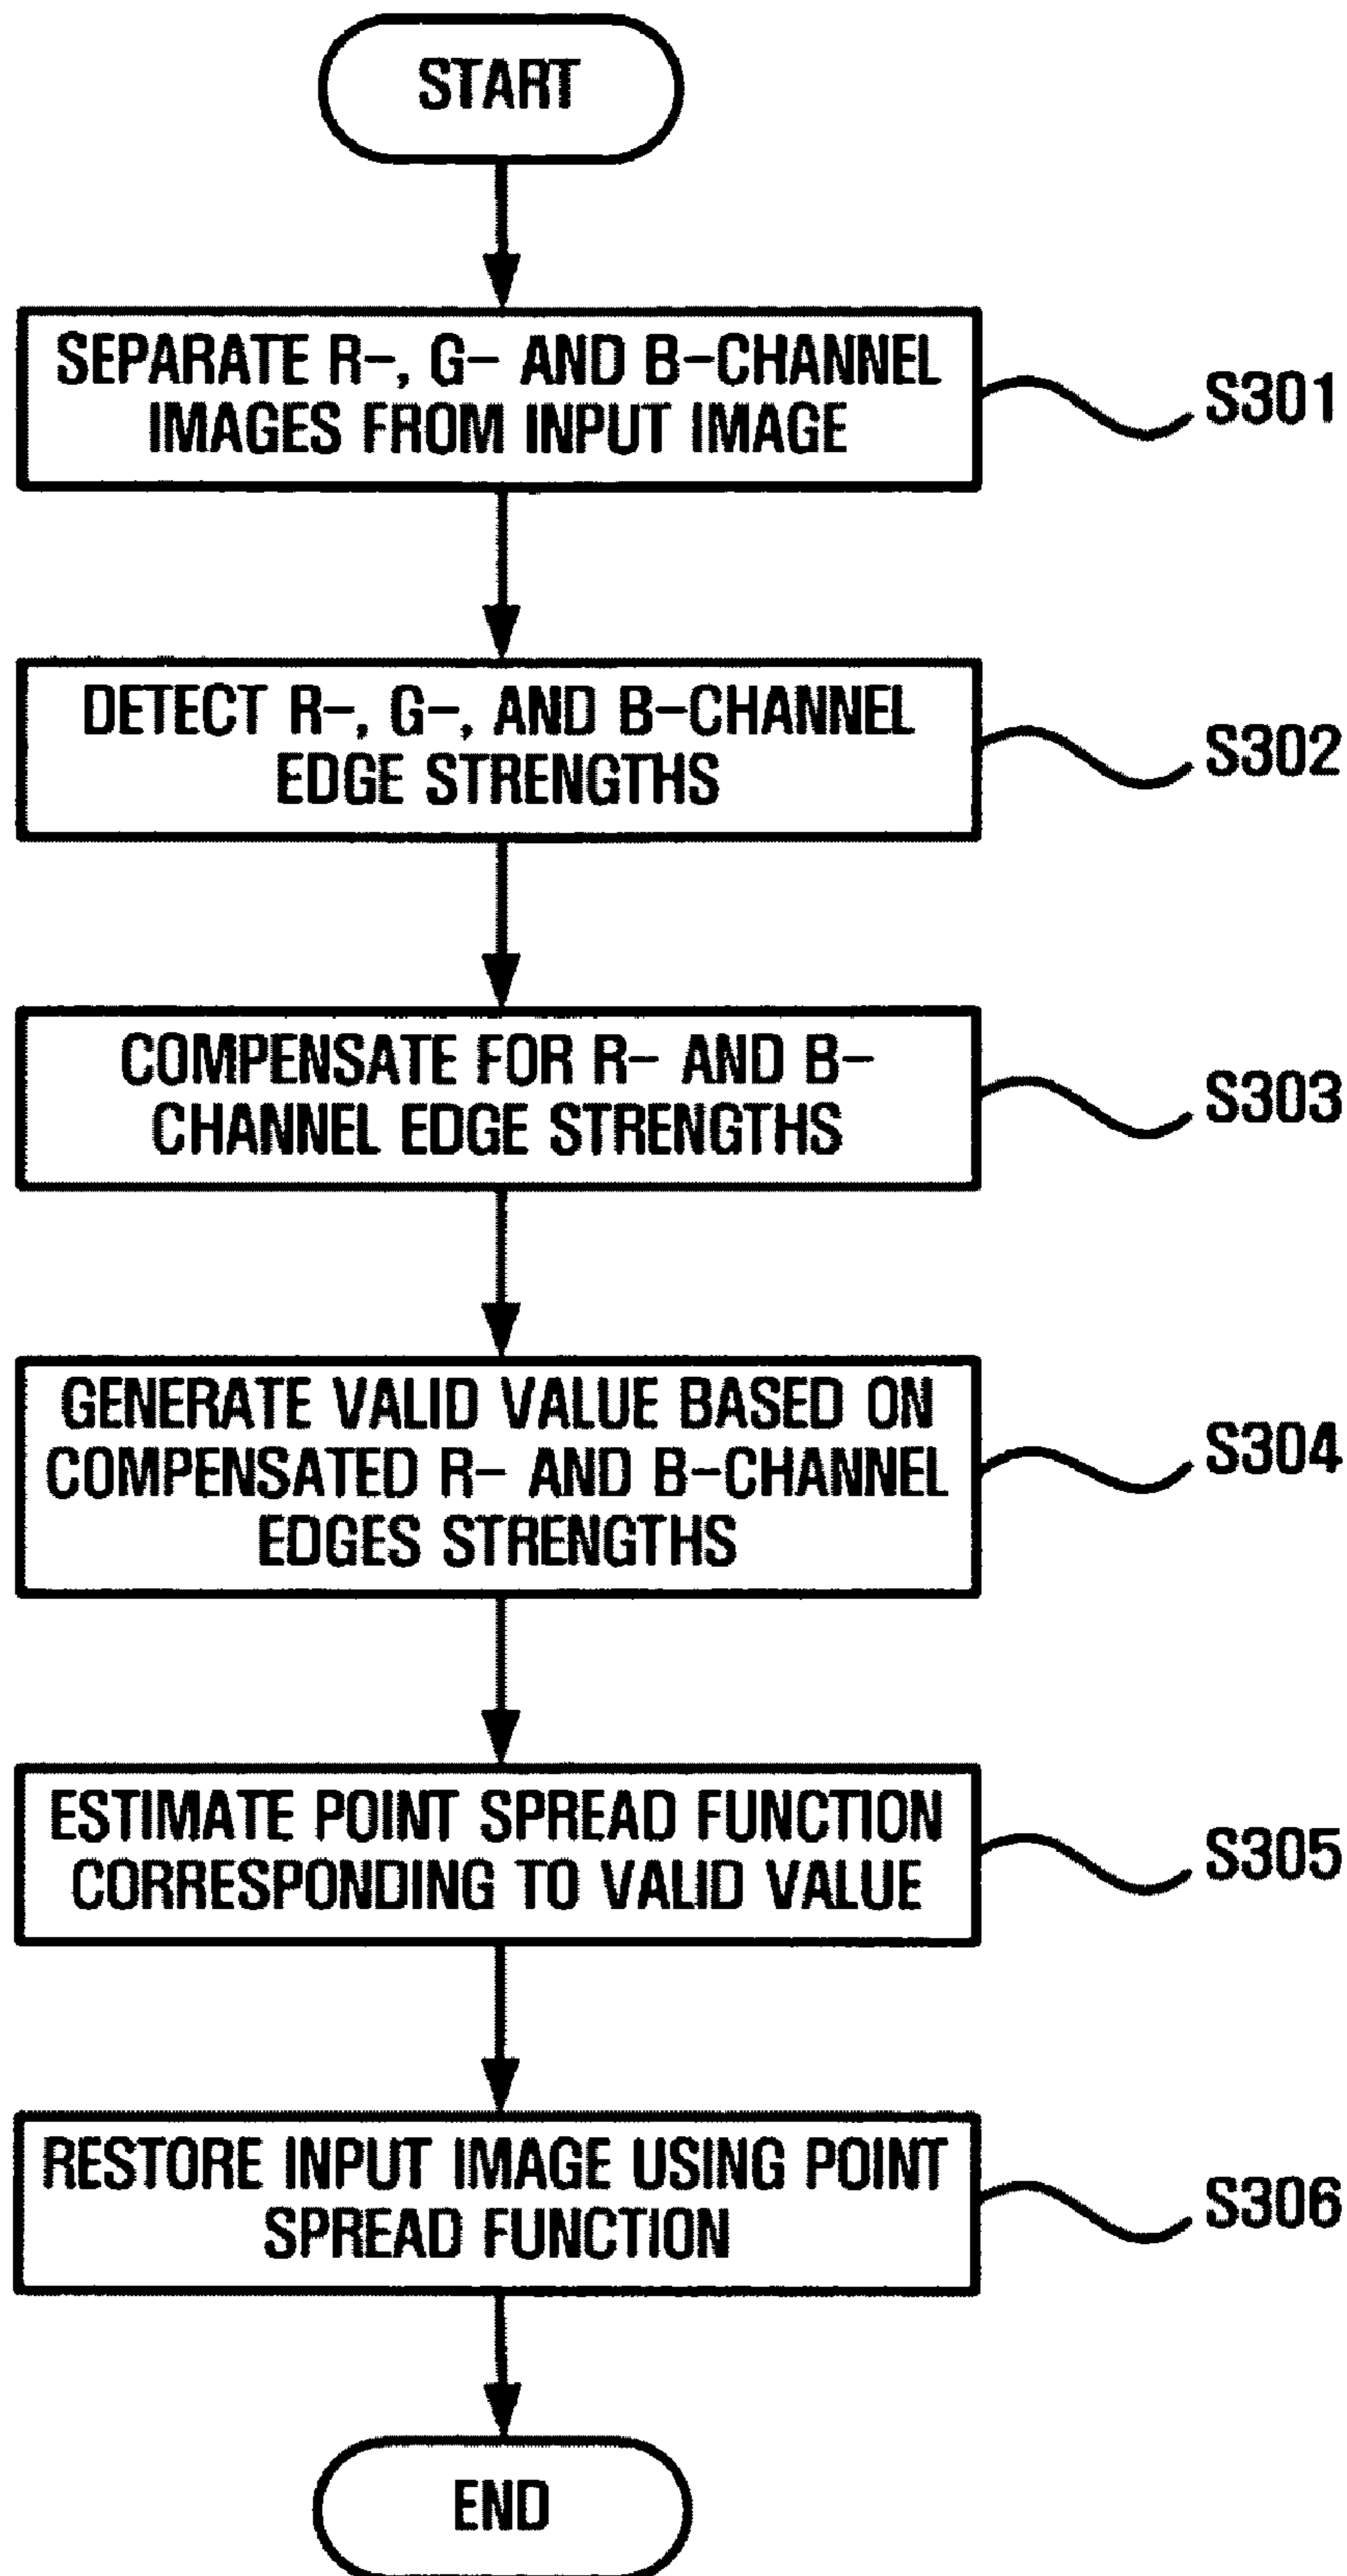 START
SEPARATE R-, G- AND B-CHANNEL
IMAGES FROM INPUT IMAGE
S301
DETECT R-, G-, AND B-CHANNEL
EDGE STRENGTHS
S302
COMPENSATE FOR R- AND B-
CHANNEL EDGE STRENGTHS
S303
GENERATE VALID VALUE BASED ON
COMPENSATED R- AND B-CHANNEL
EDGES STRENGTHS
S304
ESTIMATE POINT SPREAD FUNCTION
CORRESPONDING TO VALID VALUE
S305
RESTORE INPUT IMAGE USING POINT
SPREAD FUNCTION
S306
END